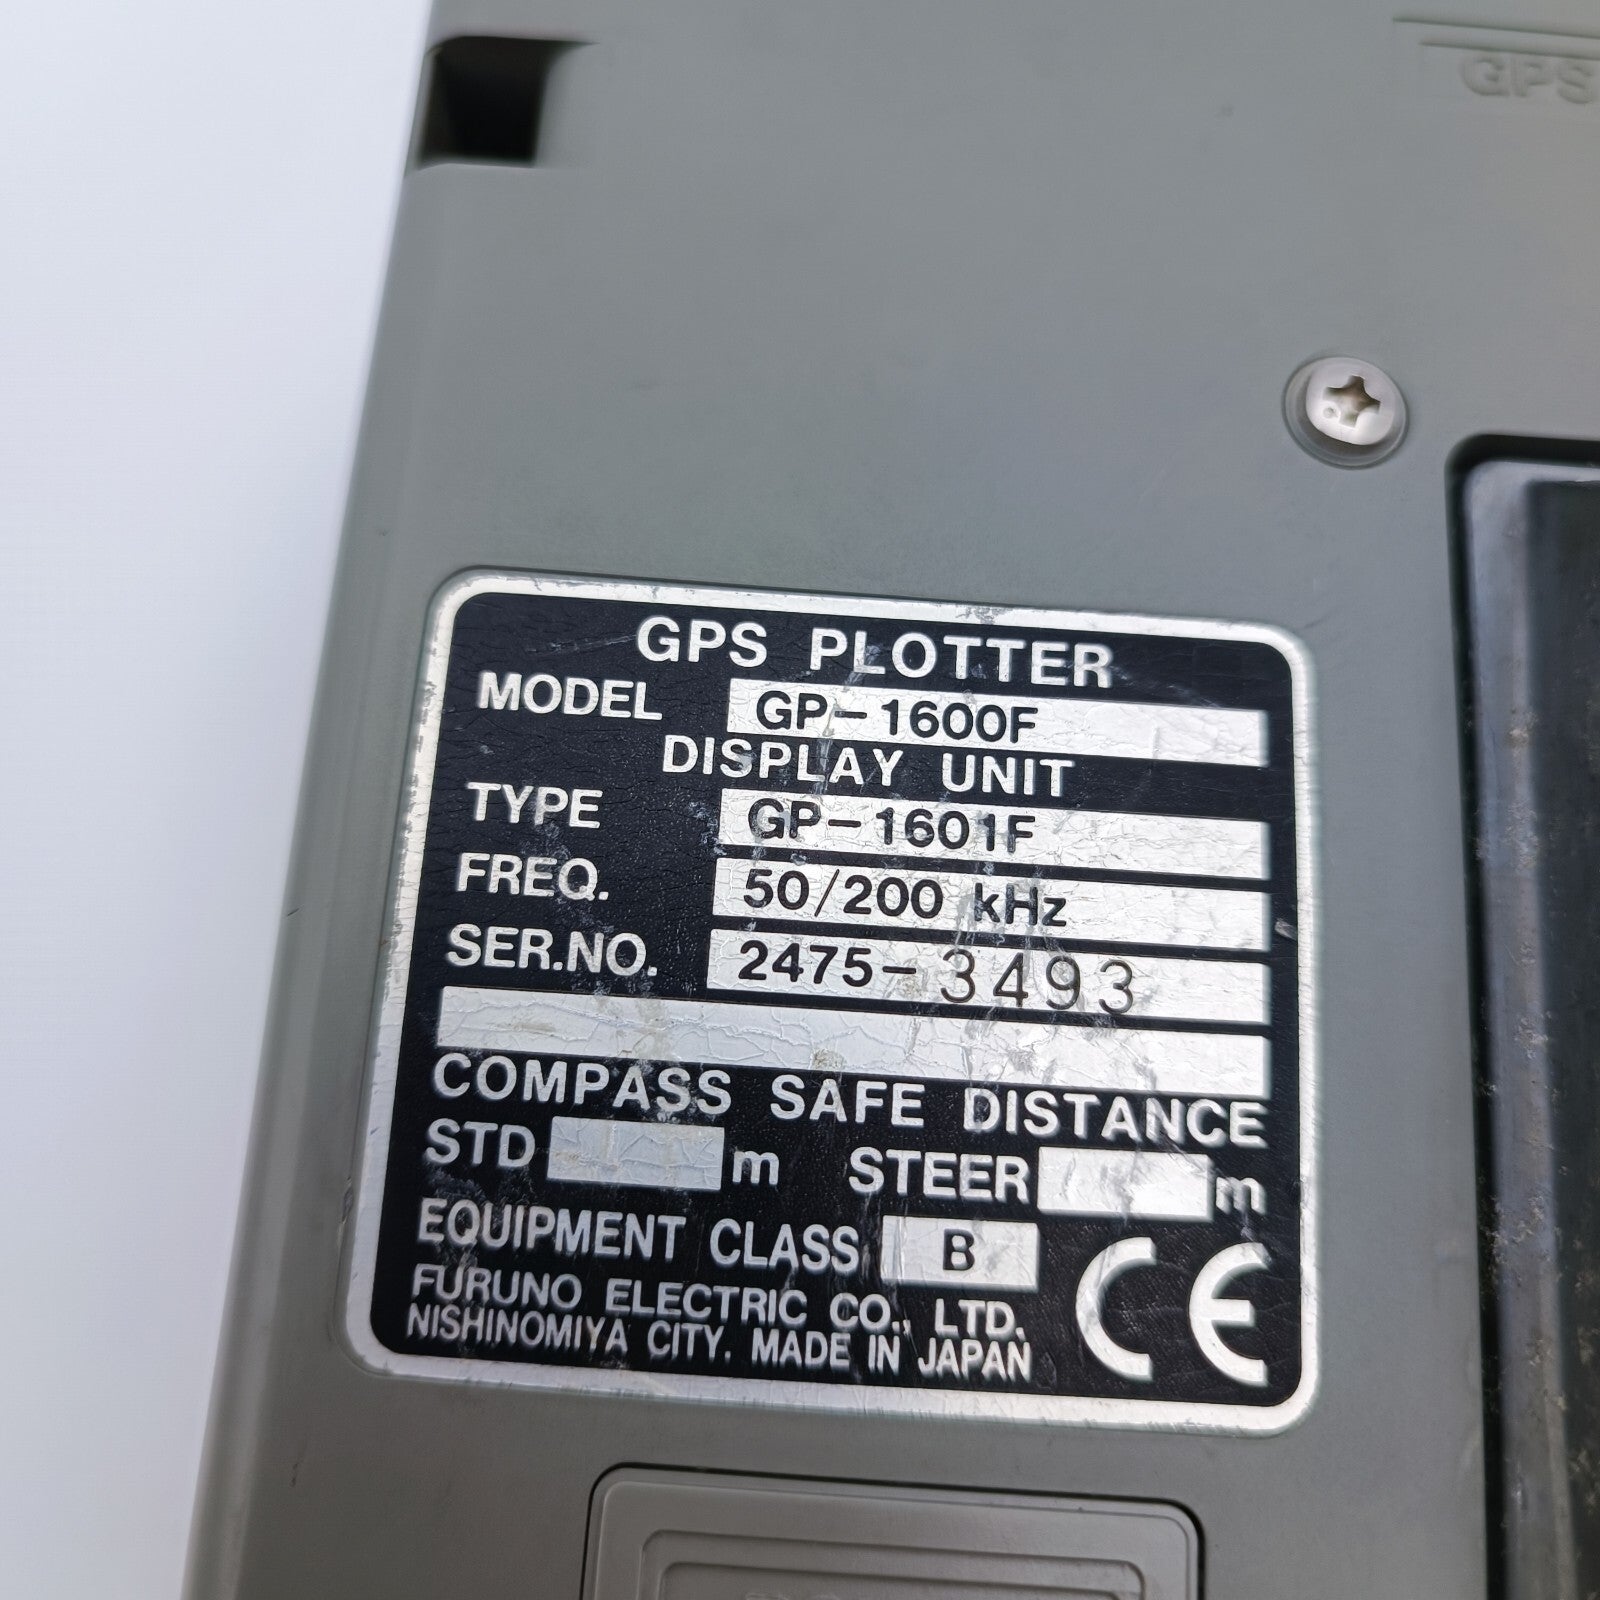 GPS
GPS PLOTTER
MODEL GP-1600F
DISPLAY UNIT
TYPE GP-1601F
FREQ. 50/200 kHz
SER.NO. 2475-3493
COMPASS SAFE DISTANCE
STD m STEER m
EQUIPMENT CLASS B
FURUNO ELECTRIC CO., LTD.
NISHINOMIYA CITY. MADE IN JAPAN
CE